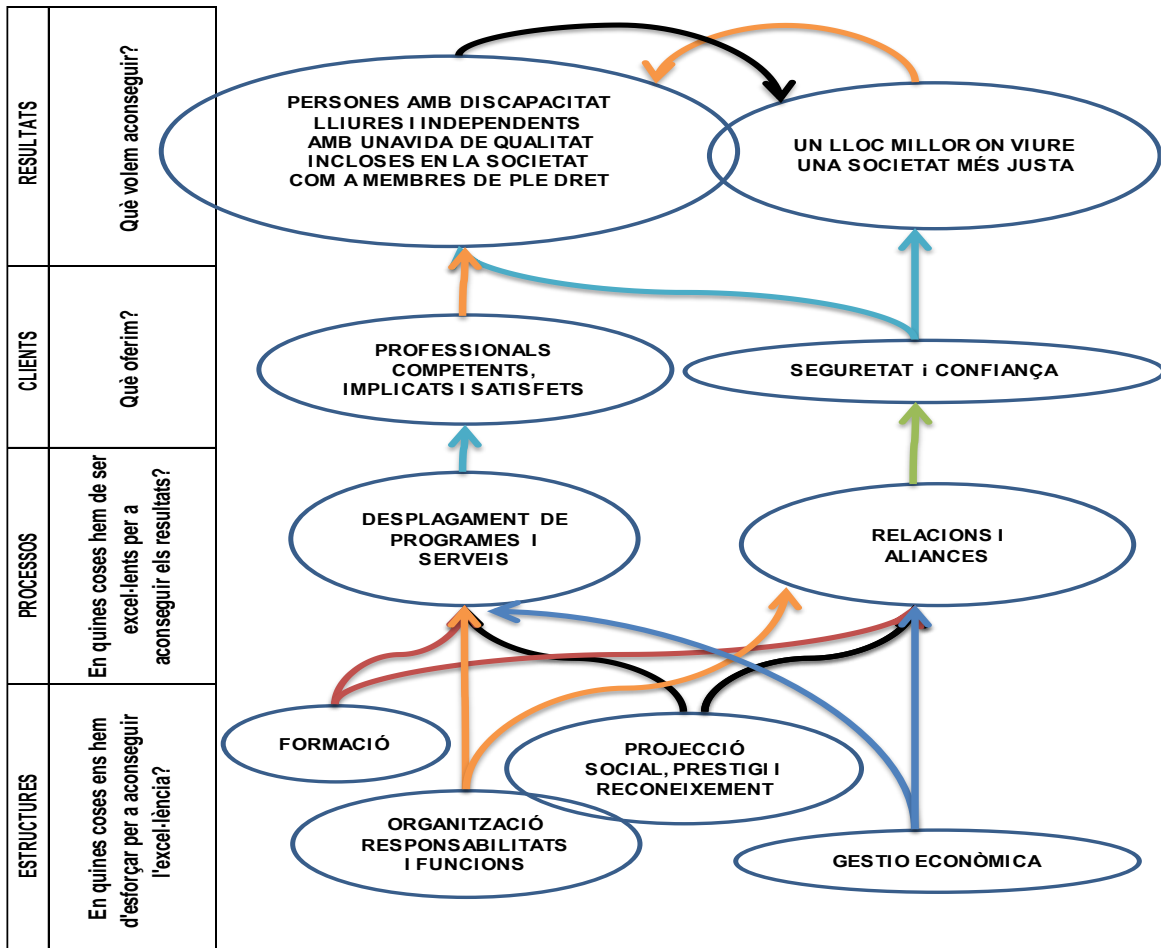 RESULTATS
Què volem aconseguir?
PERSONES AMB DISCAPACITAT
LLIURES I INDEPENDENTS
AMB UNAVIDA DE QUALITAT
INCLOSES EN LA SOCIETAT
COM A MEMBRES DE PLE DRET
UN LLOC MILLOR ON VIURE
UNA SOCIETAT MÉS JUSTA
CLIENTS
Què oferim?
PROFESSIONALS
COMPETENTS,
IMPLICATS I SATISFETS
SEGURETAT i CONFIANÇA
PROCESSOS
En quines coses hem de ser
excel·lents per a
aconseguir els resultats?
DESPLAGAMENT DE
PROGRAMES I
SERVEIS
RELACIONS I
ALIANCES
ESTRUCTURES
En quines coses ens hem
d'esforçar per a aconseguir
l'excel·lència?
FORMACIÓ
PROJECCIÓ
SOCIAL, PRESTIGI I
RECONEIXEMENT
ORGANITZACIÓ
RESPONSABILITATS
I FUNCIONS
GESTIO ECONÒMICA